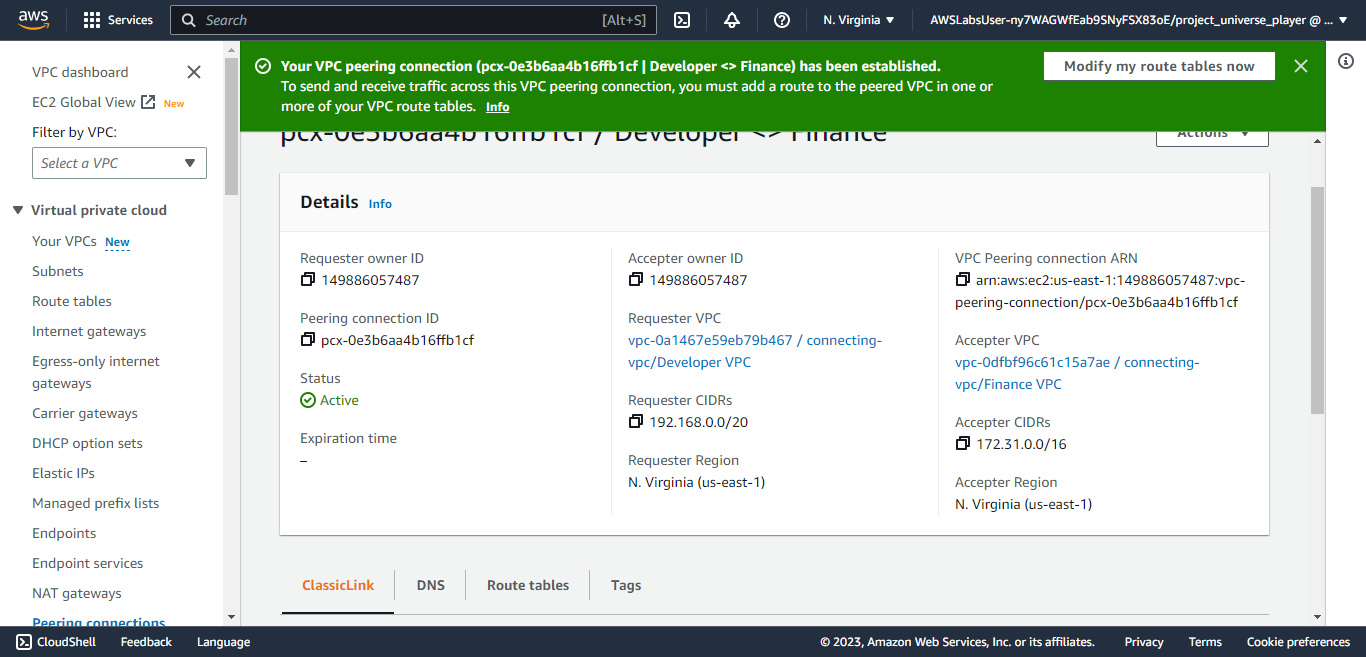 aws
Services
Search
[Alt+S]
N. Virginia
AWSLabsUser-ny7WAGWfEab9SNyFSX83oE/project_universe_player @ ...
VPC dashboard
EC2 Global View
New
Filter by VPC:
Select a VPC
Virtual private cloud
Your VPCs New
Subnets
Route tables
Internet gateways
Egress-only internet
gateways
Carrier gateways
DHCP option sets
Elastic IPs
Managed prefix lists
Endpoints
Endpoint services
NAT gateways
Peering connections
Your VPC peering connection (pcx-0e3b6aa4b16ffb1cf | Developer <> Finance) has been established.
To send and receive traffic across this VPC peering connection, you must add a route to the peered VPC in one or
more of your VPC route tables. Info
Modify my route tables now
pcx-0e3b6aa4b16ffb1cf / Developer <> Finance
Actions
Details Info
Requester owner ID
149886057487
Peering connection ID
pcx-0e3b6aa4b16ffb1cf
Status
Active
Expiration time
–
Accepter owner ID
149886057487
Requester VPC
vpc-0a1467e59eb79b467 / connecting-
vpc/Developer VPC
Requester CIDRs
192.168.0.0/20
Requester Region
N. Virginia (us-east-1)
VPC Peering connection ARN
arn:aws:ec2:us-east-1:149886057487:vpc-
peering-connection/pcx-0e3b6aa4b16ffb1cf
Accepter VPC
vpc-0dfbf96c61c15a7ae / connecting-
vpc/Finance VPC
Accepter CIDRs
172.31.0.0/16
Accepter Region
N. Virginia (us-east-1)
ClassicLink
DNS
Route tables
Tags
CloudShell
Feedback
Language
© 2023, Amazon Web Services, Inc. or its affiliates.
Privacy
Terms
Cookie preferences